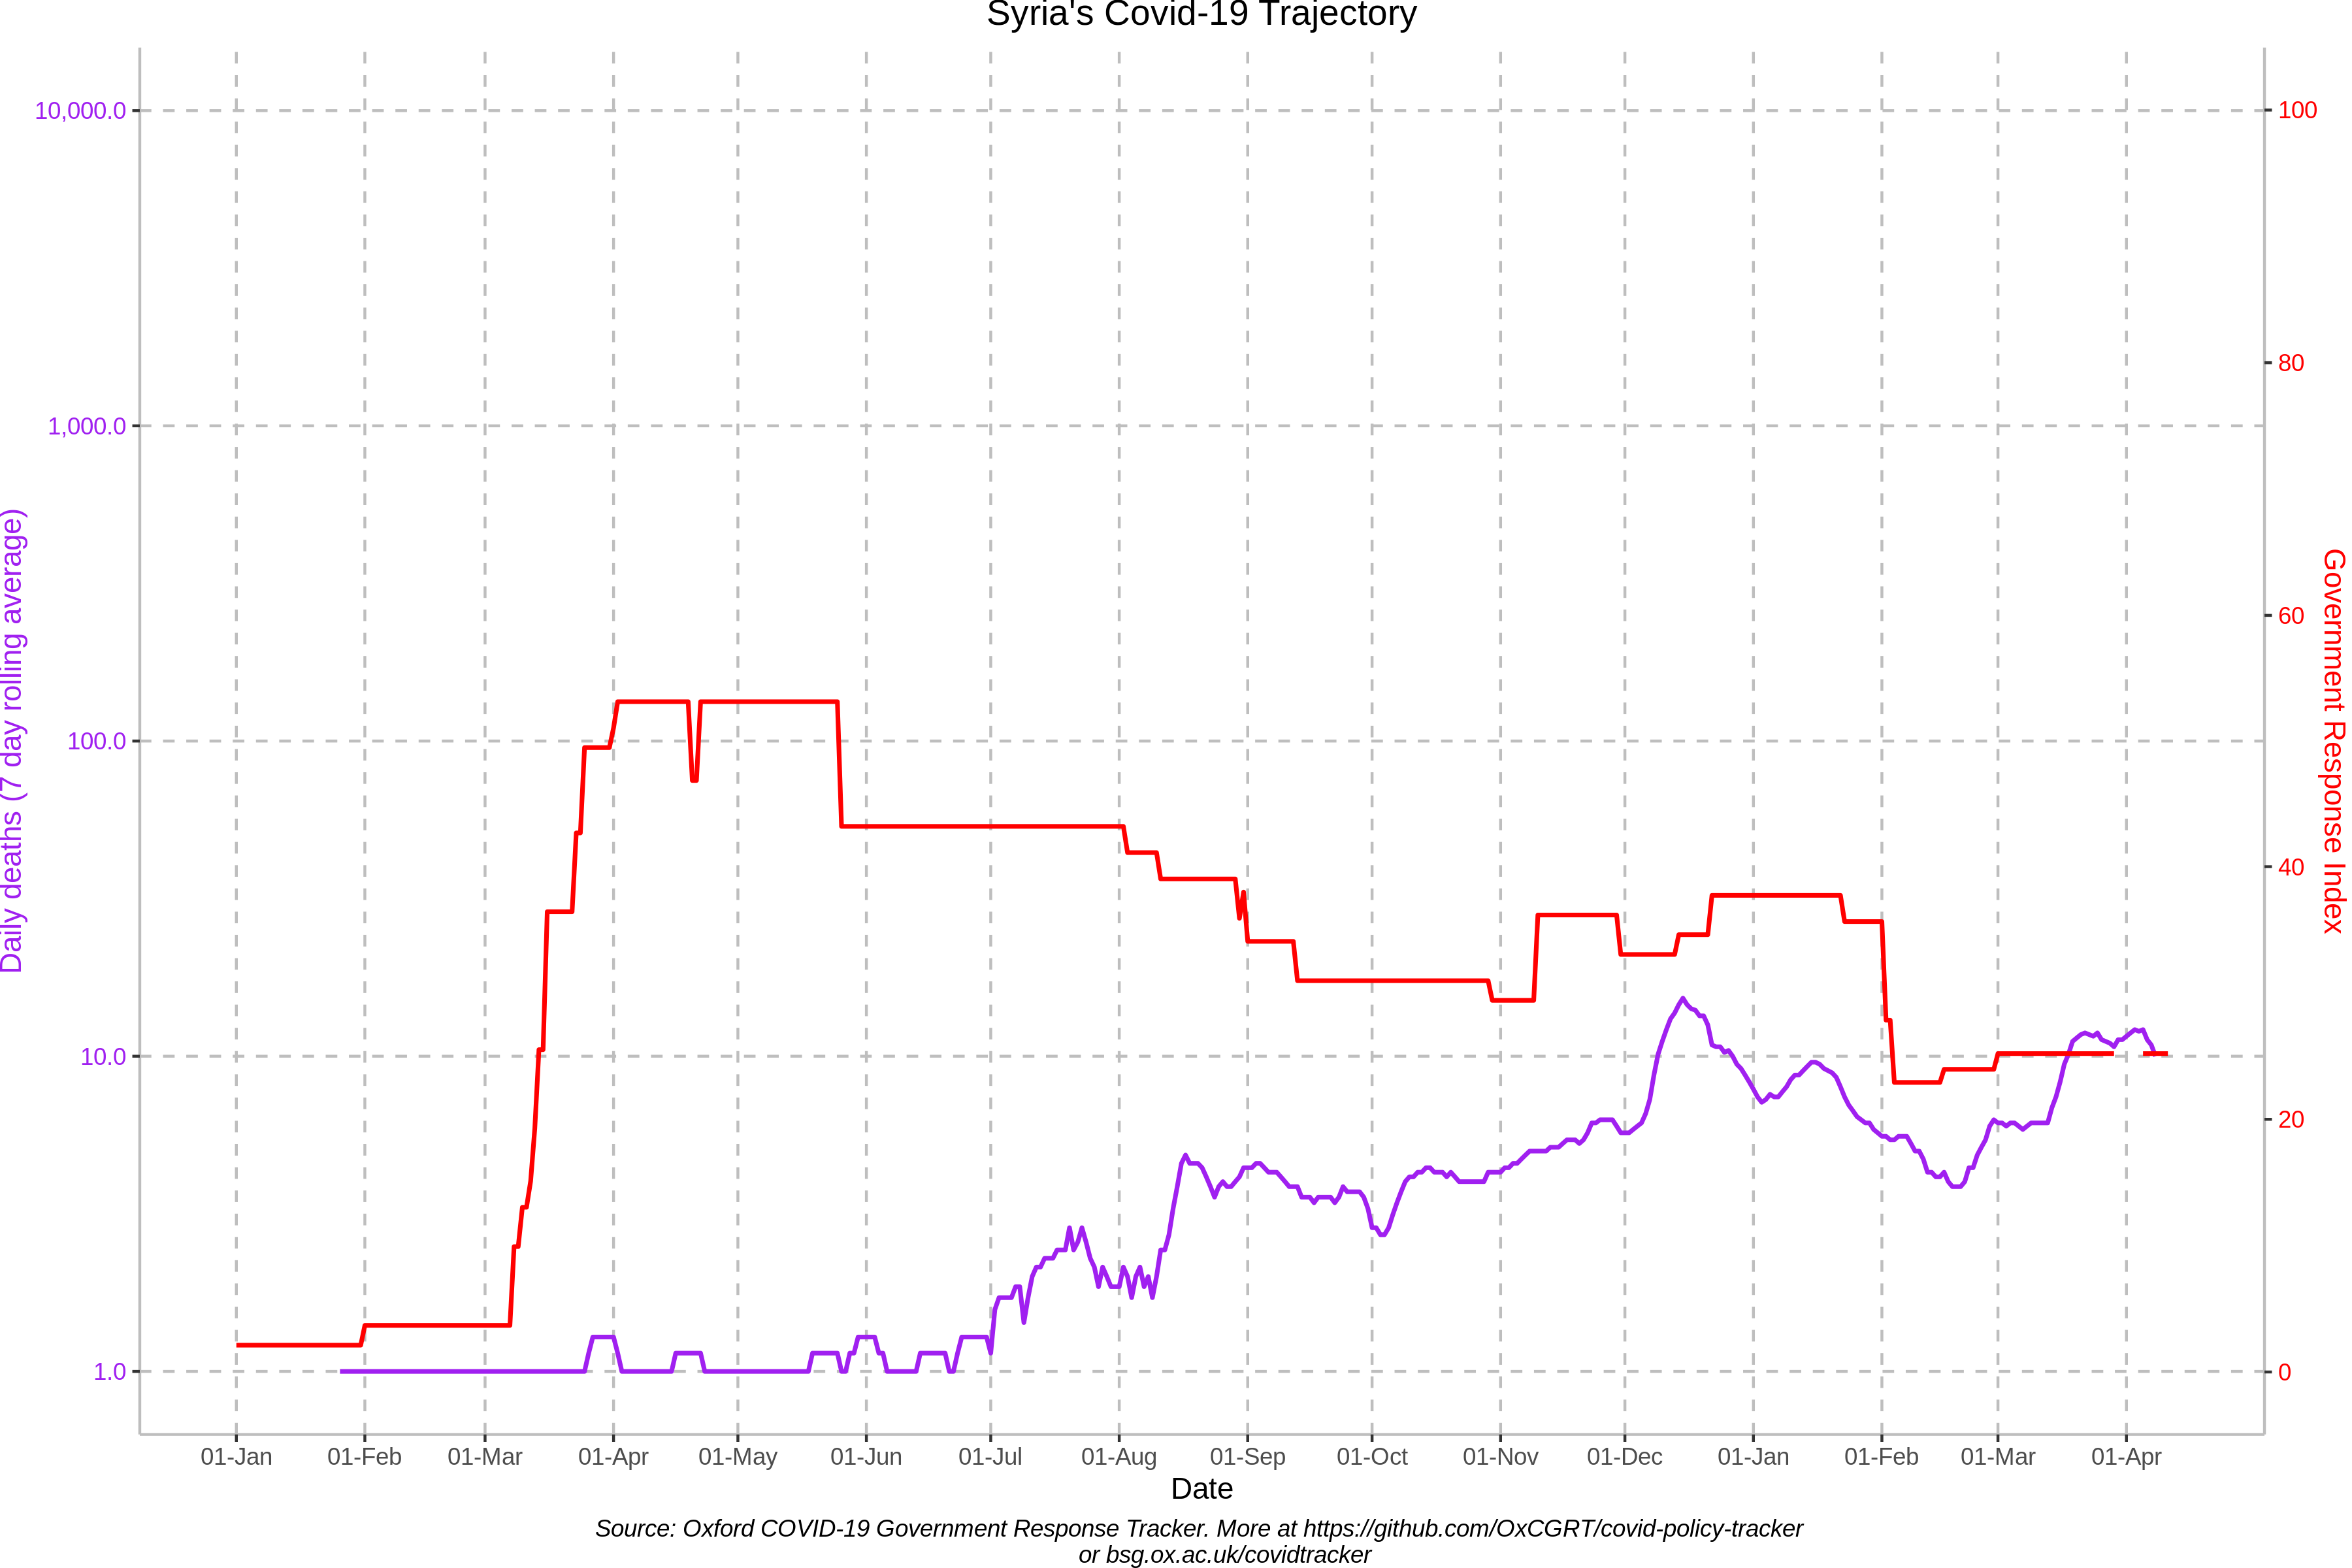 Syria's Covid-19 Trajectory
10,000.0
1,000.0
100.0
10.0
1.0
Daily deaths (7 day rolling average)
100
80
60
40
20
0
Government Response Index
01-Jan 01-Feb 01-Mar 01-Apr 01-May 01-Jun 01-Jul 01-Aug 01-Sep 01-Oct 01-Nov 01-Dec 01-Jan 01-Feb 01-Mar 01-Apr
Date
Source: Oxford COVID-19 Government Response Tracker. More at https://github.com/OxCGRT/covid-policy-tracker
or bsg.ox.ac.uk/covidtracker